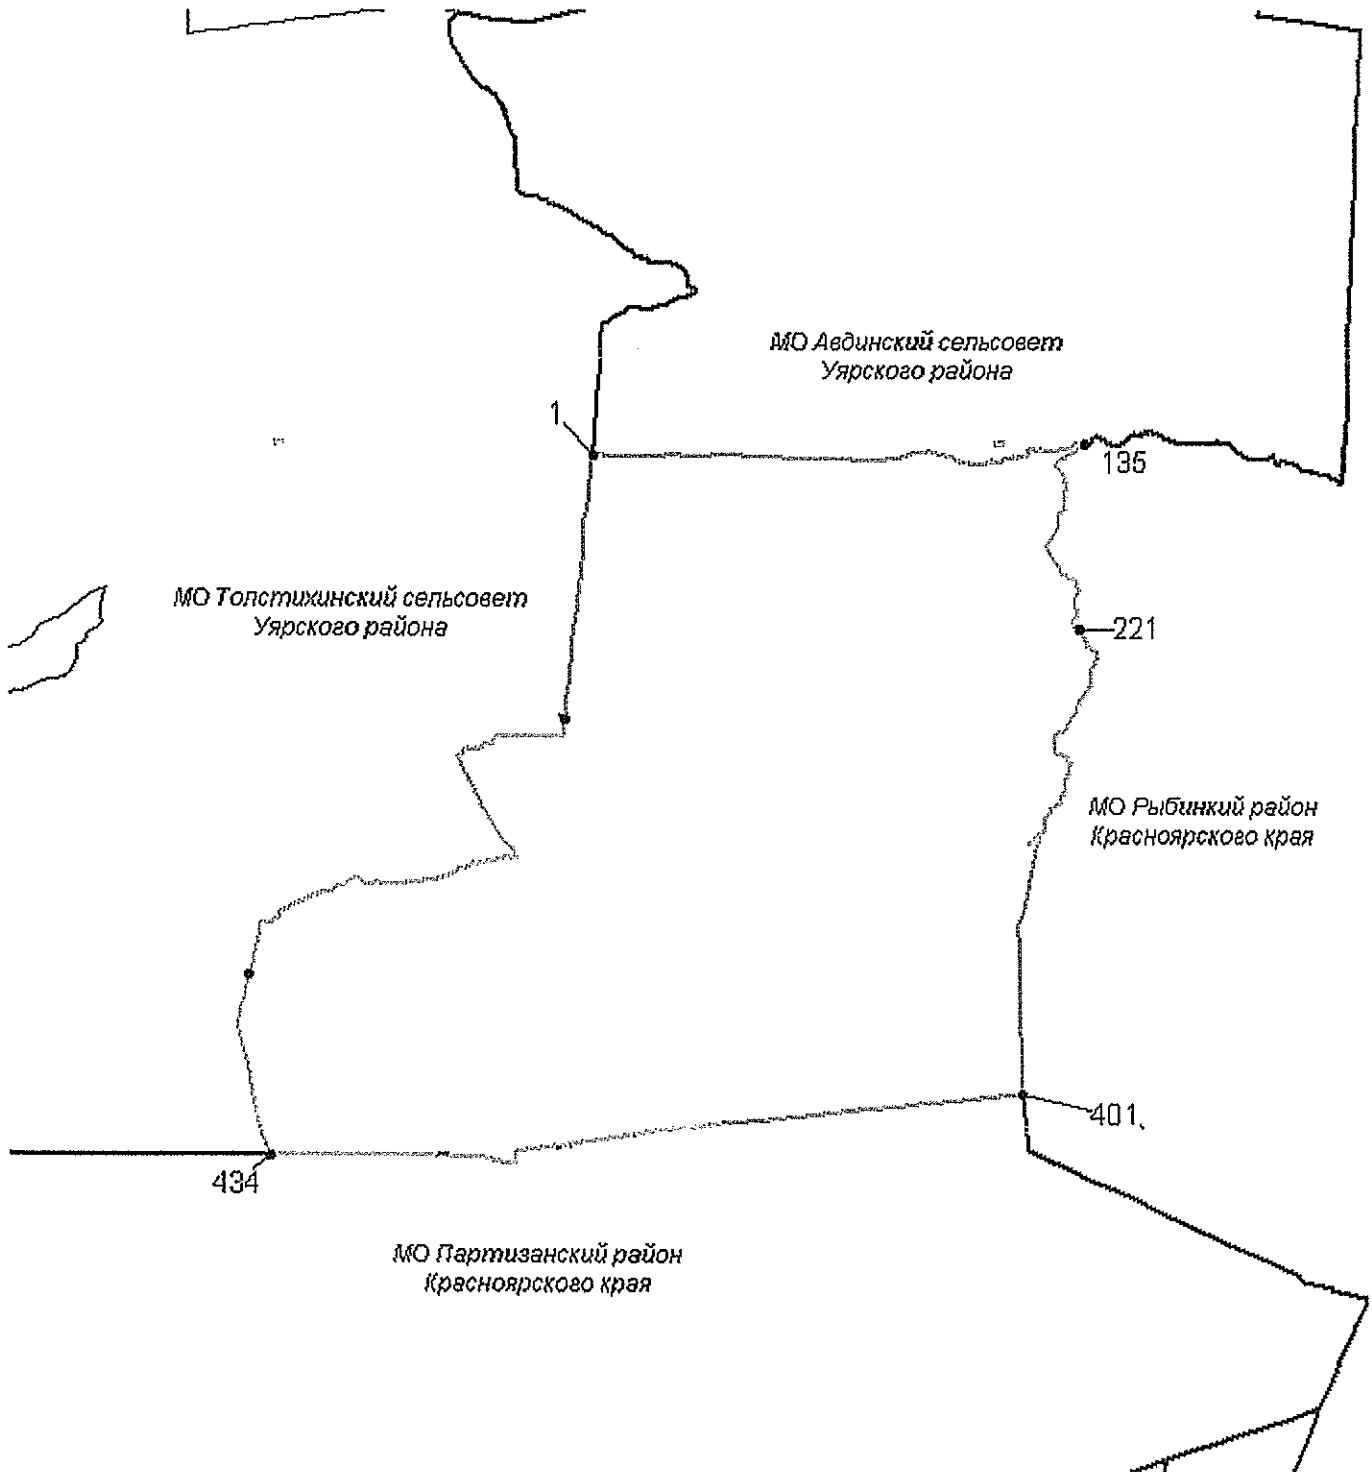 МО Авдинский сельсовет
Уярского района
1
135
МО Толстихинский сельсовет
Уярского района
221
МО Рыбинкий район
Красноярского края
401
434
МО Партизанский район
Красноярского края